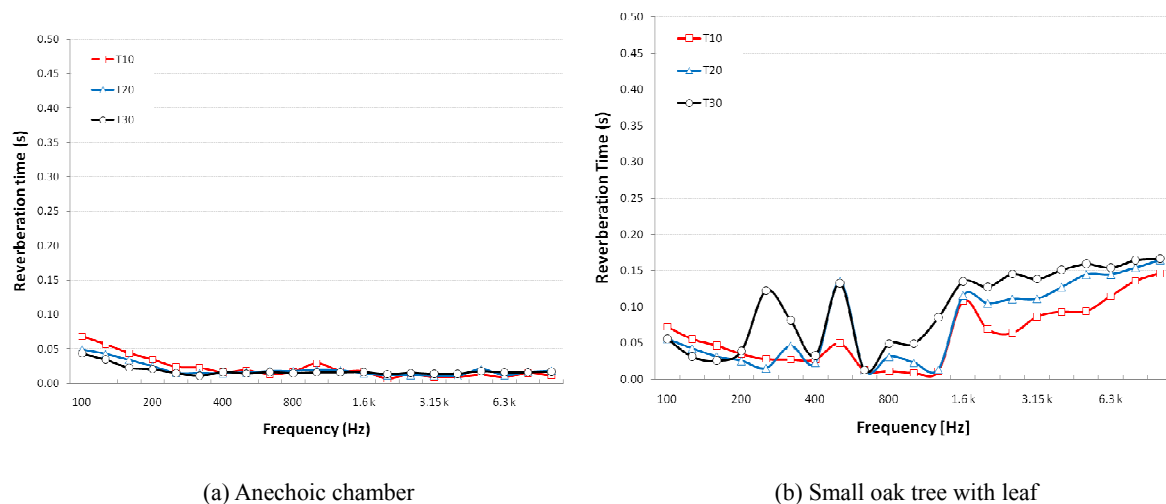 0.50
0.45
0.40
0.35
0.30
0.25
0.20
0.15
0.10
0.05
0.00
Reverberation time (s)
T10
T20
T30
100 200 400 800 1.6 k 3.15 k 6.3 k
Frequency (Hz)
(a) Anechoic chamber
0.50
0.45
0.40
0.35
0.30
0.25
0.20
0.15
0.10
0.05
0.00
Reverberation Time (s)
T10
T20
T30
100 200 400 800 1.6 k 3.15 k 6.3 k
Frequency [Hz]
(b) Small oak tree with leaf